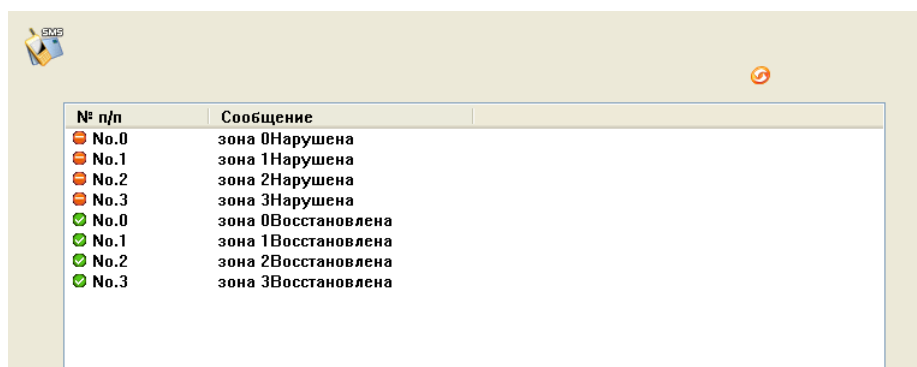 SMS
№ п/п Сообщение
No.0 зона 0Нарушена
No.1 зона 1Нарушена
No.2 зона 2Нарушена
No.3 зона 3Нарушена
No.0 зона 0Восстановлена
No.1 зона 1Восстановлена
No.2 зона 2Восстановлена
No.3 зона 3Восстановлена